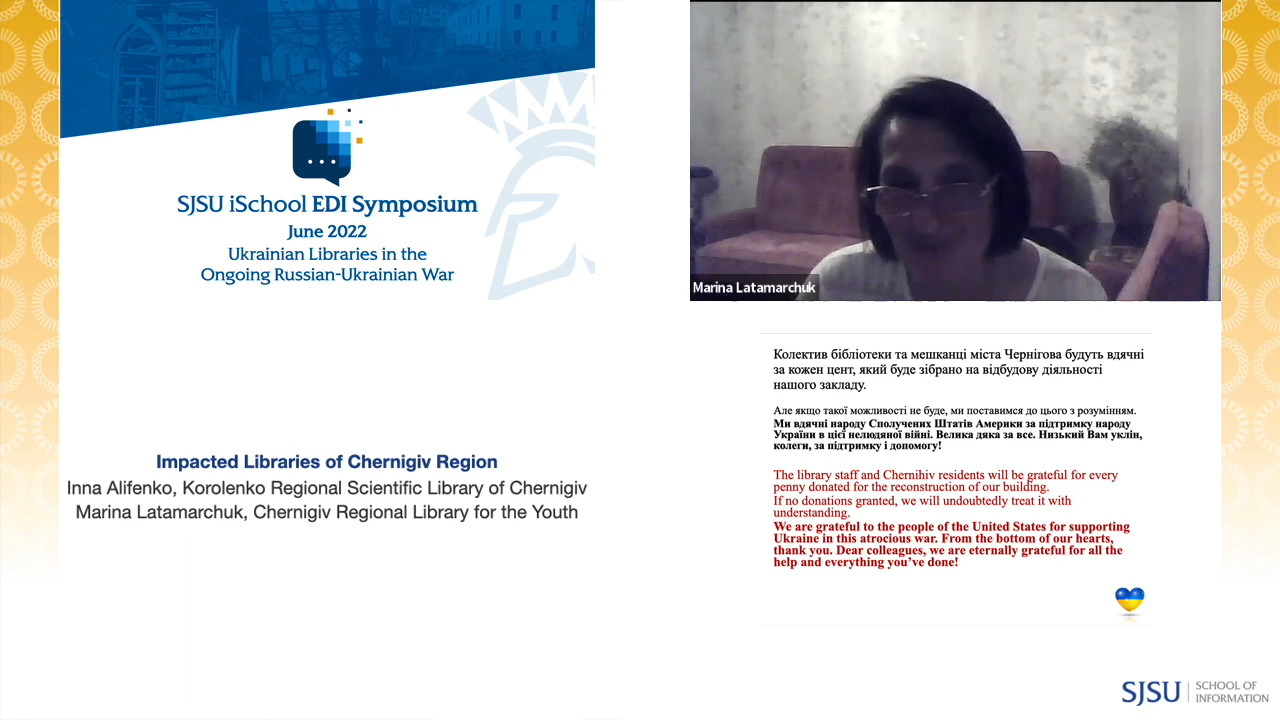 SJSU iSchool EDI Symposium
June 2022
Ukrainian Libraries in the
Ongoing Russian-Ukrainian War
Impacted Libraries of Chernigiv Region
Inna Alifenko, Korolenko Regional Scientific Library of Chernigiv
Marina Latamarchuk, Chernigiv Regional Library for the Youth
Marina Latamarchuk
Колектив бібліотеки та мешканці міста Чернігова будуть вдячні
за кожен цент, який буде зібрано на відбудову діяльності
нашого закладу.
Але якщо такої можливості не буде, ми поставимся до цього з розумінням.
Ми вдячні народу Сполучених Штатів Америки за підтримку народу
України в цієї нелюдяної війні. Велика дяка за все. Низький Вам уклін,
колеги, за підтримку і допомогу!
The library staff and Chernihiv residents will be grateful for every
penny donated for the reconstruction of our building.
If no donations granted, we will undoubtedly treat it with
understanding.
We are grateful to the people of the United States for supporting
Ukraine in this atrocious war. From the bottom of our hearts,
thank you. Dear colleagues, we are eternally grateful for all the
help and everything you've done!
SJSU
SCHOOL OF
INFORMATION